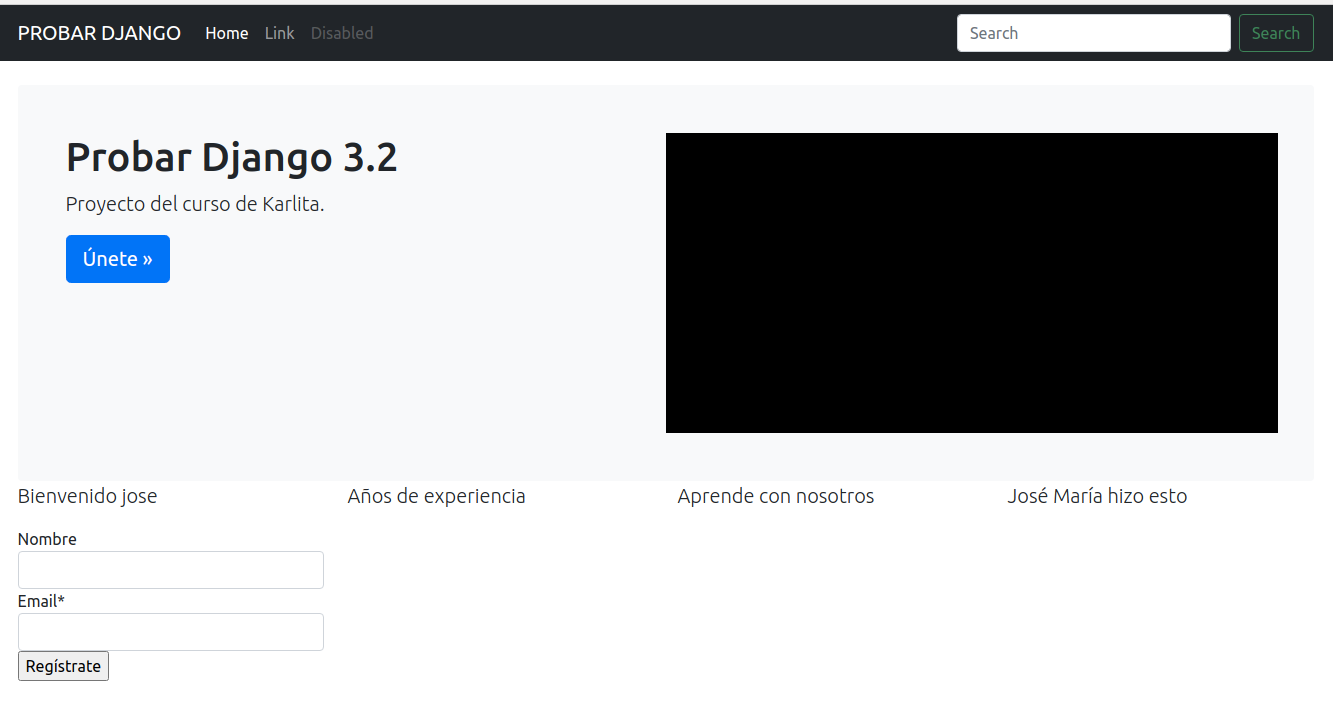 PROBAR DJANGO Home Link Disabled Search Search
Probar Django 3.2
Proyecto del curso de Karlita.
Únete »
Bienvenido jose Años de experiencia Aprende con nosotros José María hizo esto
Nombre
Email*
Regístrate